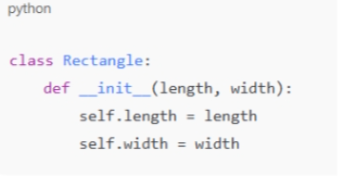 python
class Rectangle:
    def __init__(length, width):
        self.length = length
        self.width = width